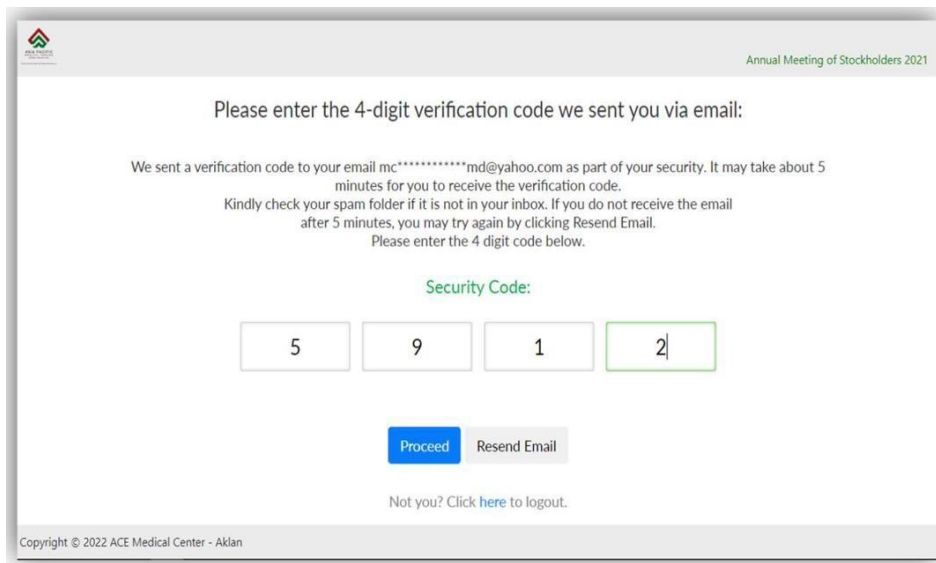 ASIA PACIFIC
Annual Meeting of Stockholders 2021
Please enter the 4-digit verification code we sent you via email:
We sent a verification code to your email mc************md@yahoo.com as part of your security. It may take about 5
minutes for you to receive the verification code.
Kindly check your spam folder if it is not in your inbox. If you do not receive the email
after 5 minutes, you may try again by clicking Resend Email.
Please enter the 4 digit code below.
Security Code:
5 9 1 2
Proceed Resend Email
Not you? Click here to logout.
Copyright © 2022 ACE Medical Center - Aklan